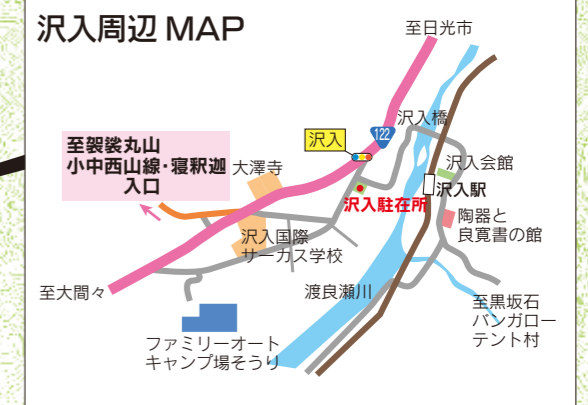 沢入周辺 MAP
至日光市
122
沢入橋
沢入
至袈裟丸山
小中西山線・寝釈迦
入口
大澤寺
沢入会館
沢入駅
沢入駐在所
陶器と
良寛書の館
沢入国際
サーカス学校
至大間々
渡良瀬川
至黒坂石
バンガロー
テント村
ファミリーオート
キャンプ場そうり